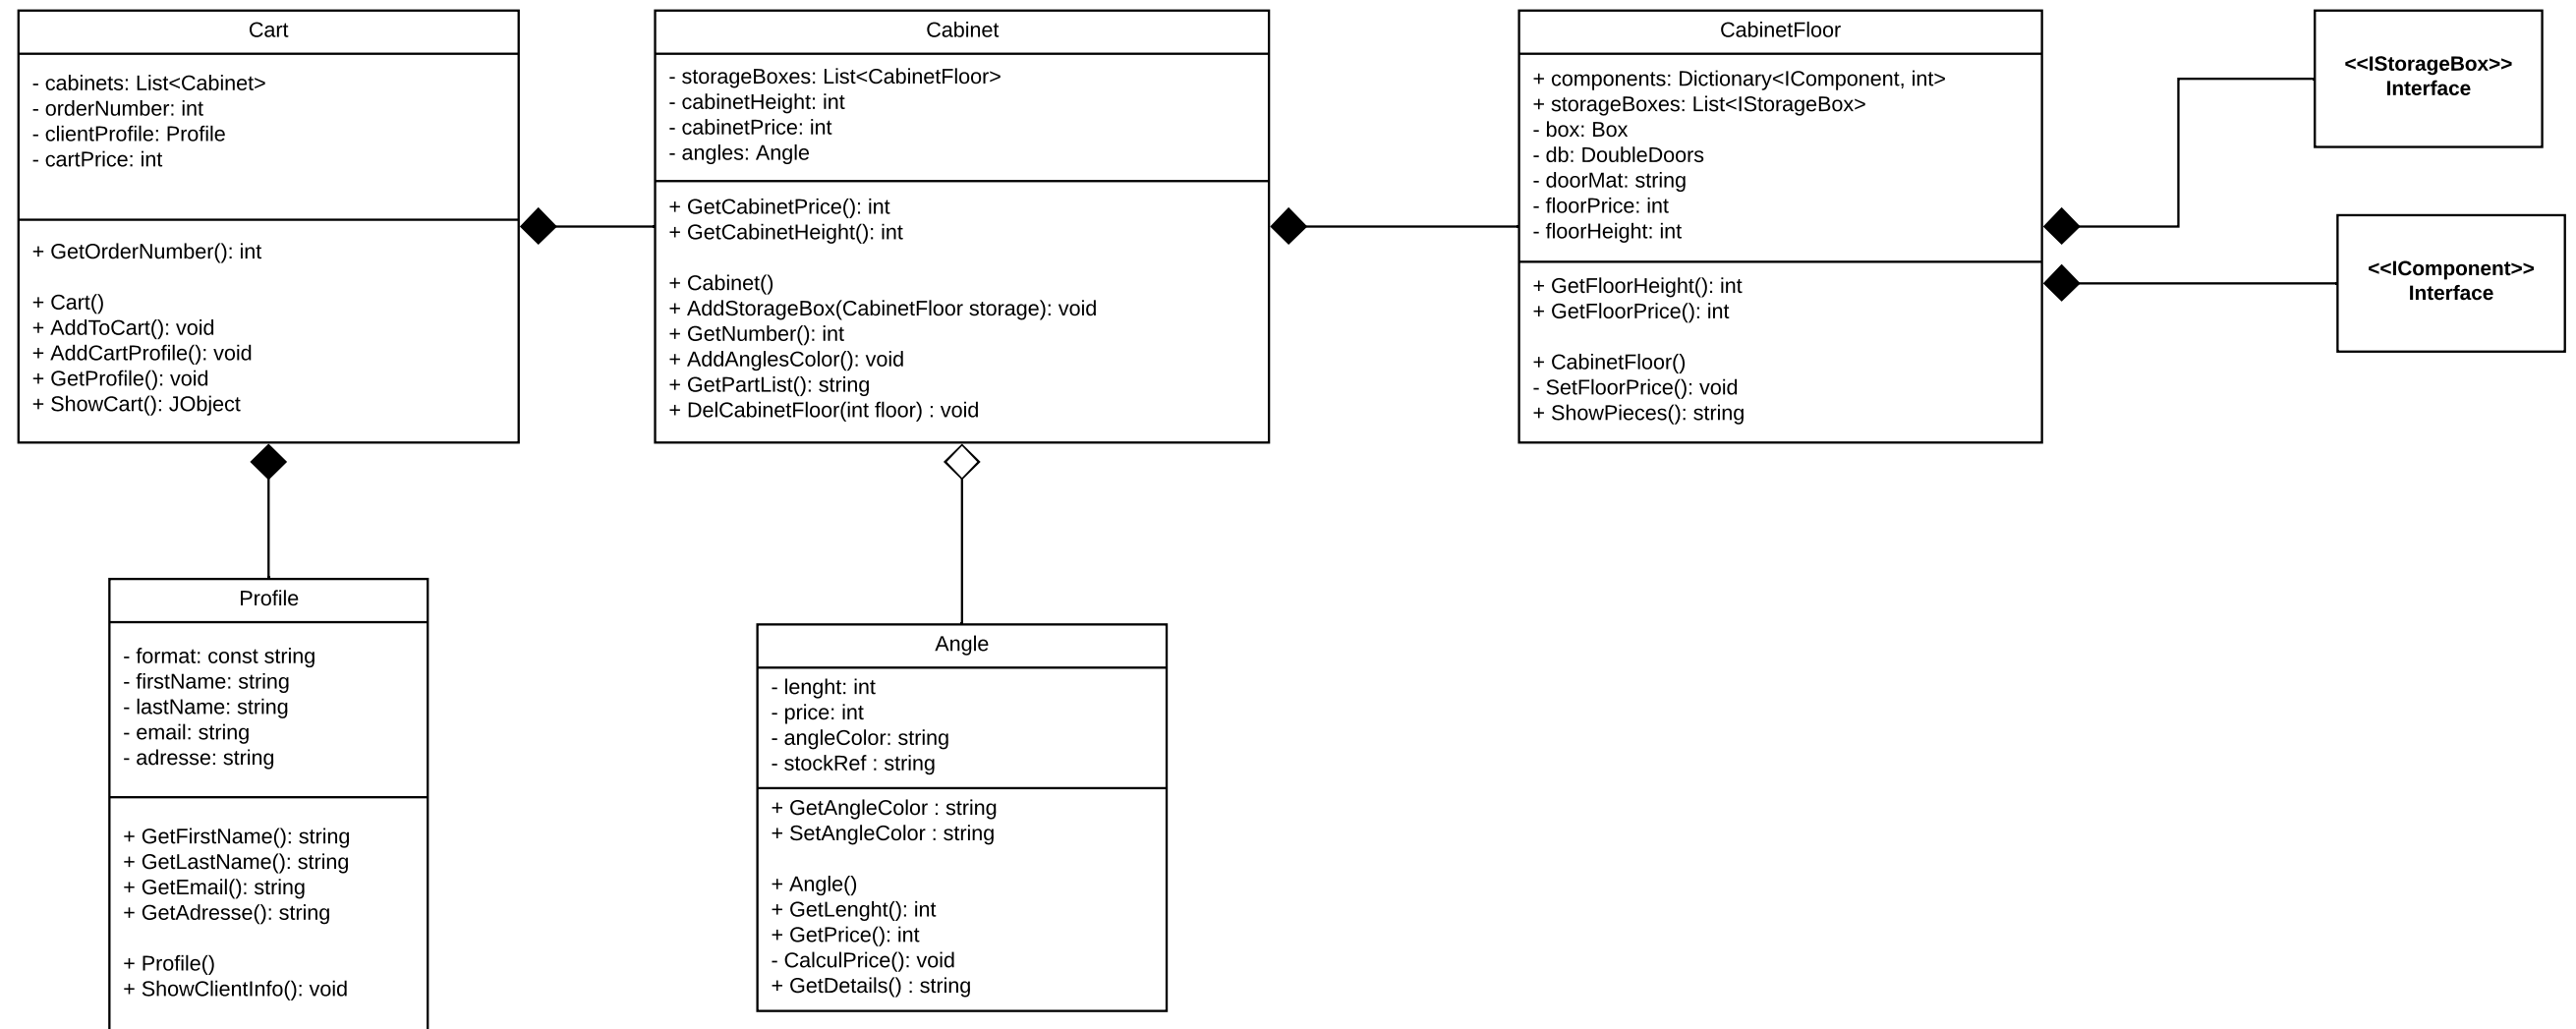 Cart
- cabinets: List<Cabinet>
- orderNumber: int
- clientProfile: Profile
- cartPrice: int
+ GetOrderNumber(): int
+ Cart()
+ AddToCart(): void
+ AddCartProfile(): void
+ GetProfile(): void
+ ShowCart(): JObject
Cabinet
- storageBoxes: List<CabinetFloor>
- cabinetHeight: int
- cabinetPrice: int
- angles: Angle
+ GetCabinetPrice(): int
+ GetCabinetHeight(): int
+ Cabinet()
+ AddStorageBox(CabinetFloor storage): void
+ GetNumber(): int
+ AddAnglesColor(): void
+ GetPartList(): string
+ DelCabinetFloor(int floor) : void
CabinetFloor
+ components: Dictionary<IComponent, int>
+ storageBoxes: List<IStorageBox>
- box: Box
- db: DoubleDoors
- doorMat: string
- floorPrice: int
- floorHeight: int
+ GetFloorHeight(): int
+ GetFloorPrice(): int
+ CabinetFloor()
- SetFloorPrice(): void
+ ShowPieces(): string
<<IStorageBox>>
Interface
<<IComponent>>
Interface
Profile
- format: const string
- firstName: string
- lastName: string
- email: string
- adresse: string
+ GetFirstName(): string
+ GetLastName(): string
+ GetEmail(): string
+ GetAdresse(): string
+ Profile()
+ ShowClientInfo(): void
Angle
- lenght: int
- price: int
- angleColor: string
- stockRef : string
+ GetAngleColor : string
+ SetAngleColor : string
+ Angle()
+ GetLenght(): int
+ GetPrice(): int
- CalculPrice(): void
+ GetDetails() : string